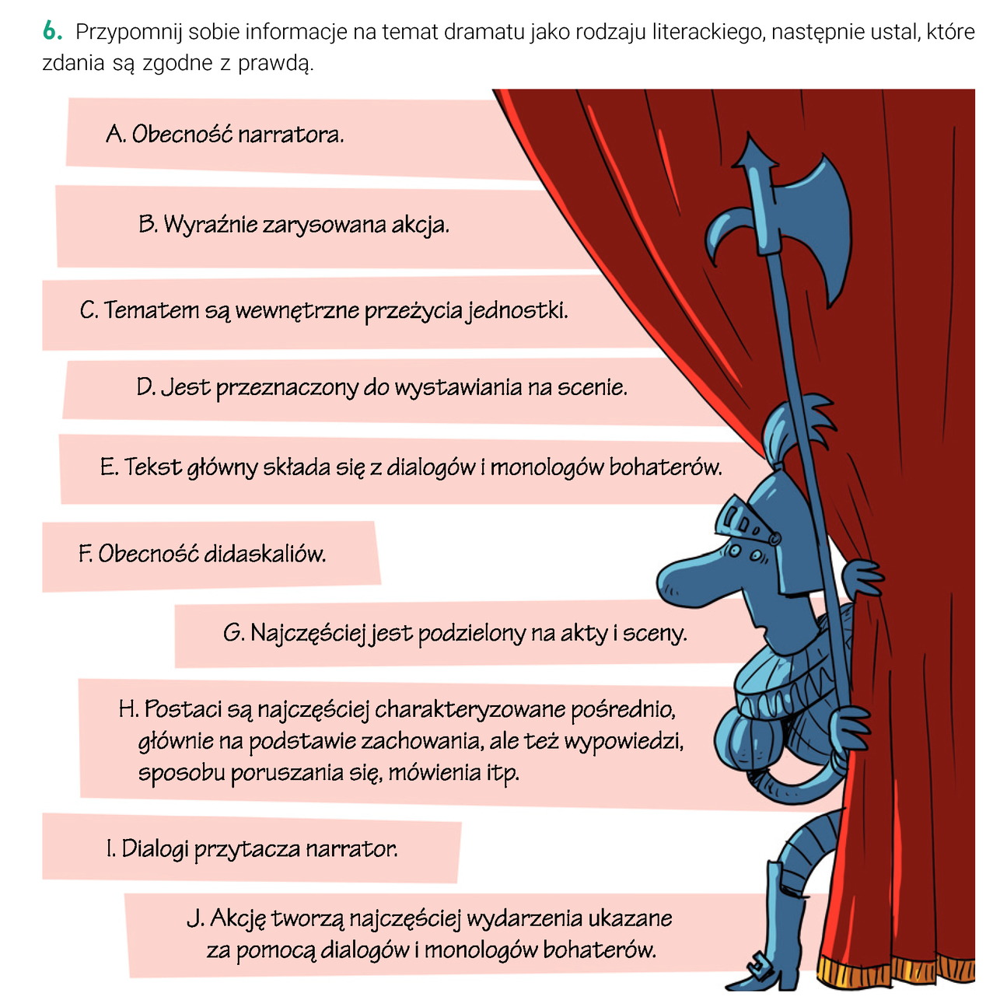 6. Przypomnij sobie informacje na temat dramatu jako rodzaju literackiego, następnie ustal, które
zdania są zgodne z prawdą.
A. Obecność narratora.
B. Wyraźnie zarysowana akcja.
C. Tematem są wewnętrzne przeżycia jednostki.
D. Jest przeznaczony do wystawiania na scenie.
E. Tekst główny składa się z dialogów i monologów bohaterów.
F. Obecność didaskaliów.
G. Najczęściej jest podzielony na akty i sceny.
H. Postaci są najczęściej charakteryzowane pośrednio,
głównie na podstawie zachowania, ale też wypowiedzi,
sposobu poruszania się, mówienia itp.
I. Dialogi przytacza narrator.
J. Akcję tworzą najczęściej wydarzenia ukazane
za pomocą dialogów i monologów bohaterów.